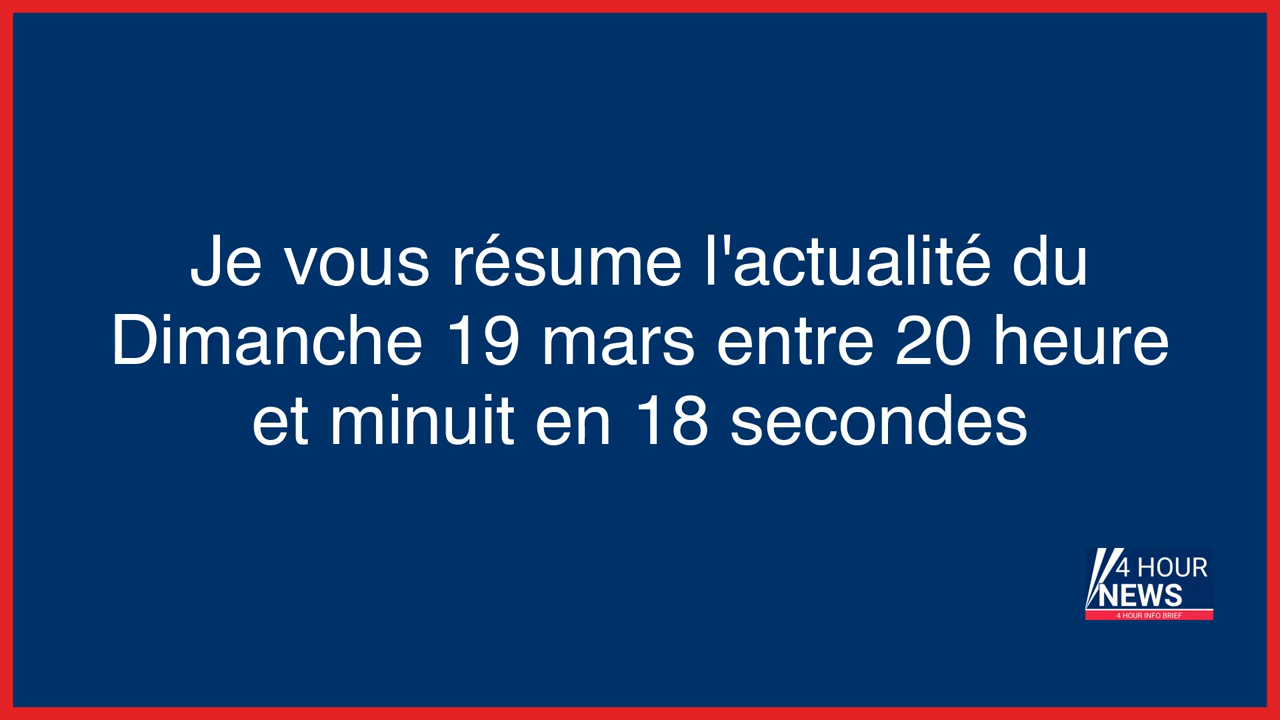 Je vous résume l'actualité du
Dimanche 19 mars entre 20 heure
et minuit en 18 secondes
4 HOUR
NEWS
4 HOUR INFO BRIEF